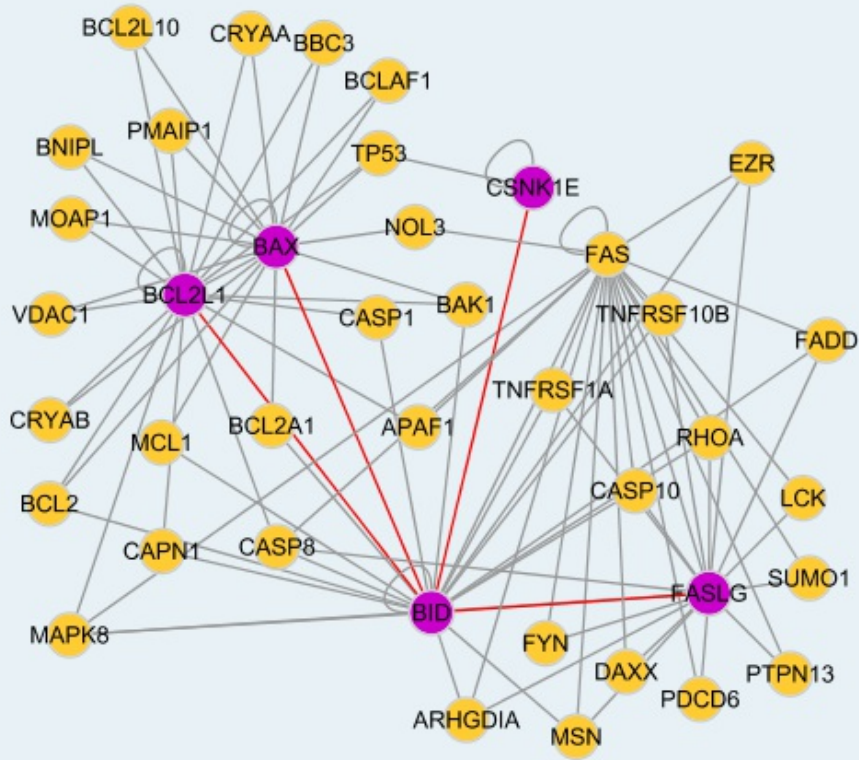 BCL2L10
CRYAA
BBC3
BCLAF1
PMAIP1
BNIPL
TP53
EZR
CSNK1E
MOAP1
NOL3
BAX
FAS
BCL2L1
VDAC1
CASP1
BAK1
TNFRSF10B
FADD
TNFRSF1A
CRYAB
MCL1
BCL2A1
APAF1
RHOA
BCL2
CASP10
LCK
CAPN1
CASP8
SUMO1
FASLG
BID
MAPK8
FYN
DAXX
PTPN13
PDCD6
ARHGDIA
MSN